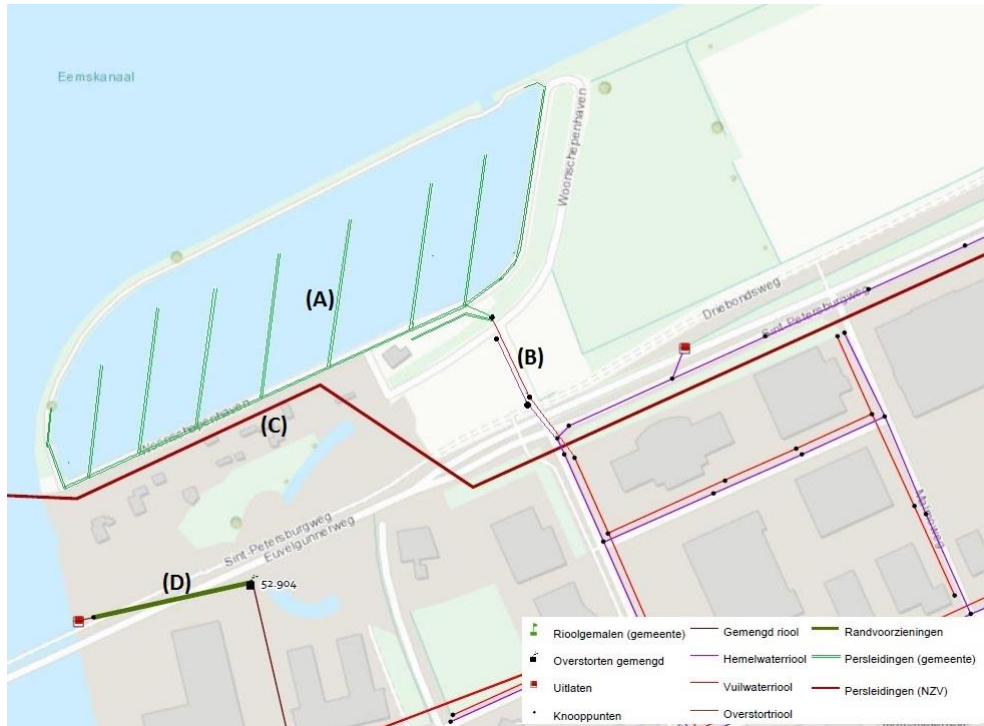 Eemskanaal
Woonschepenhaven
(A)
Driebondsweg
Sint-Petersburgweg
(B)
Woonschepenhaven
(C)
Sint-Petersburgweg
Euvelgunnerweg
(D)
52.904
Rioolgemalen (gemeente)
Gemengd riool
Randvoorzieningen
Overstorten gemengd
Hemelwaterriool
Persleidingen (gemeente)
Uitlaten
Vuilwaterriool
Persleidingen (NZV)
Knooppunten
Overstortriool